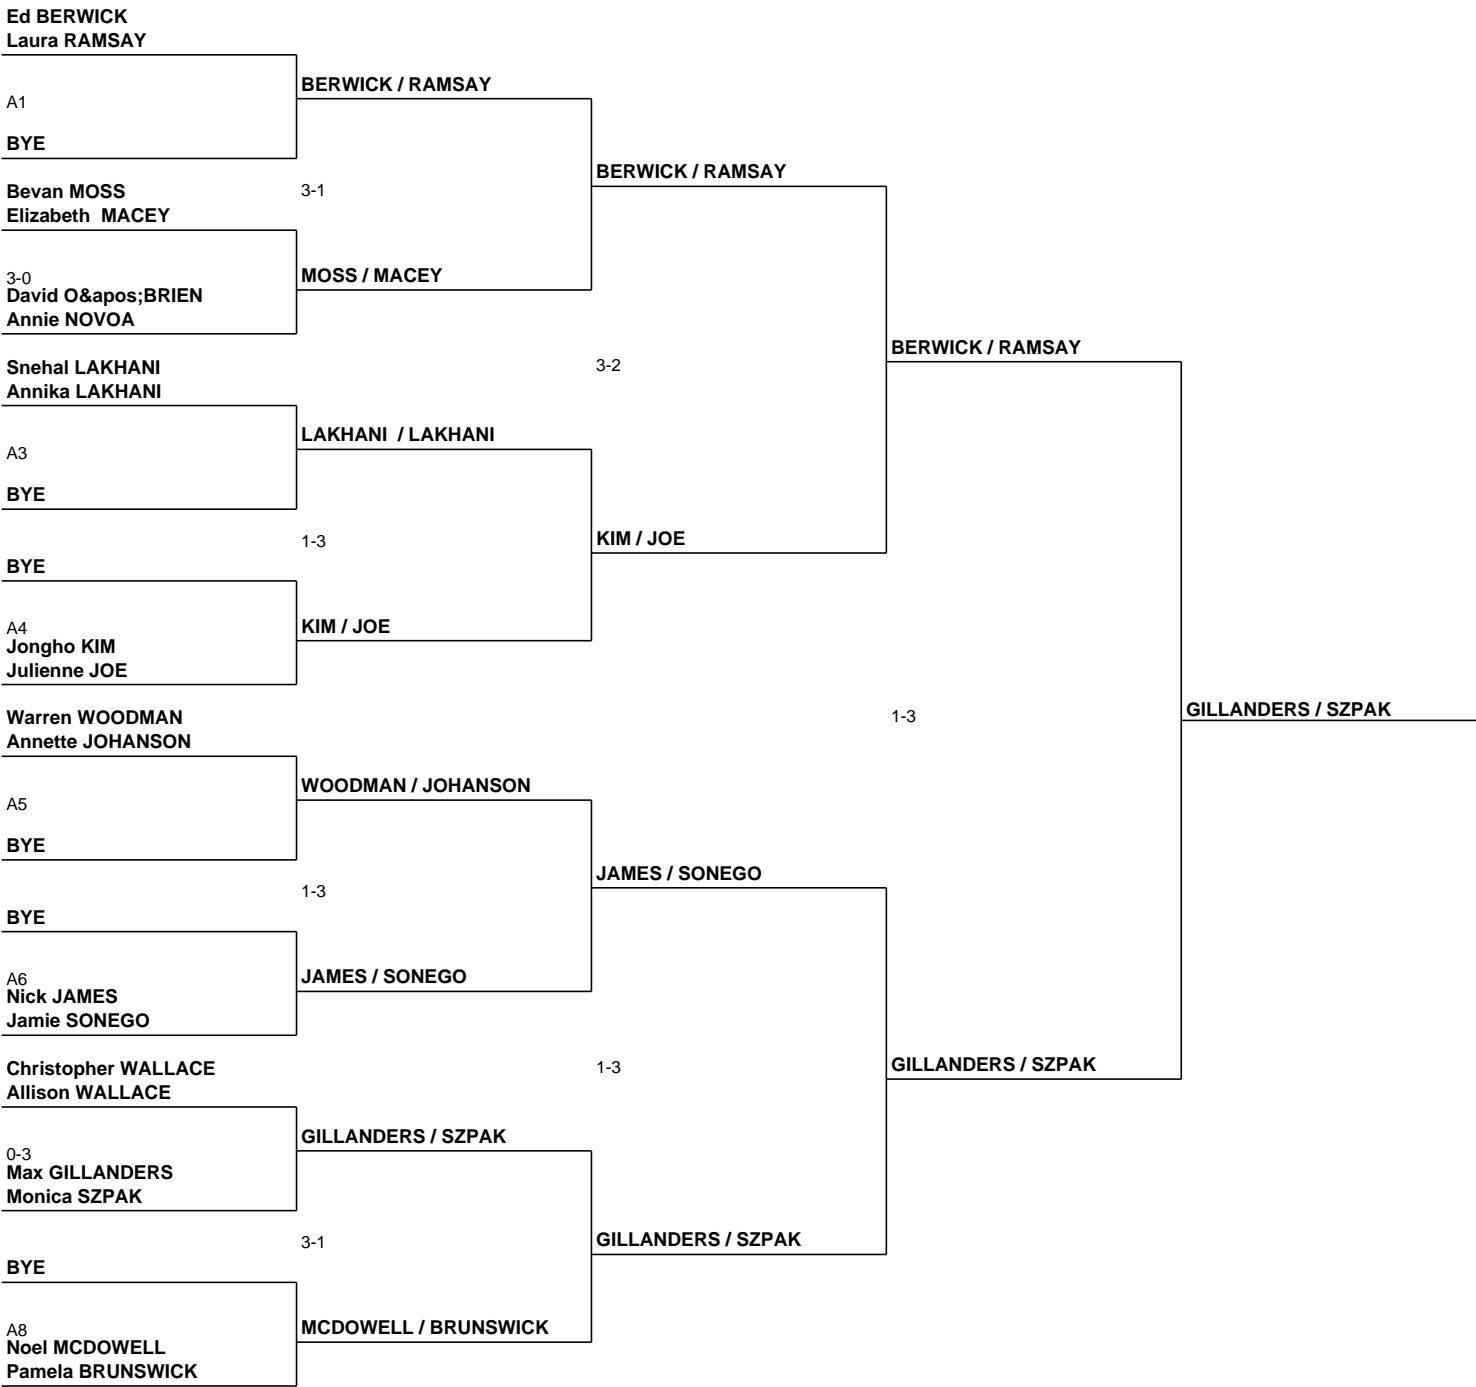 Ed BERWICK
Laura RAMSAY
BERWICK / RAMSAY
A1
BYE
BERWICK / RAMSAY
Bevan MOSS
3-1
Elizabeth  MACEY
MOSS / MACEY
3-0
David O&apos;BRIEN
Annie NOVOA
BERWICK / RAMSAY
Snehal LAKHANI
3-2
Annika LAKHANI
LAKHANI  / LAKHANI
A3
BYE
1-3
KIM / JOE
BYE
A4
KIM / JOE
Jongho KIM
Julienne JOE
GILLANDERS / SZPAK
Warren WOODMAN
1-3
Annette JOHANSON
WOODMAN / JOHANSON
A5
BYE
JAMES / SONEGO
1-3
BYE
A6
JAMES / SONEGO
Nick JAMES
Jamie SONEGO
Christopher WALLACE
1-3
GILLANDERS / SZPAK
Allison WALLACE
GILLANDERS / SZPAK
0-3
Max GILLANDERS
Monica SZPAK
3-1
GILLANDERS / SZPAK
BYE
A8
MCDOWELL / BRUNSWICK
Noel MCDOWELL
Pamela BRUNSWICK